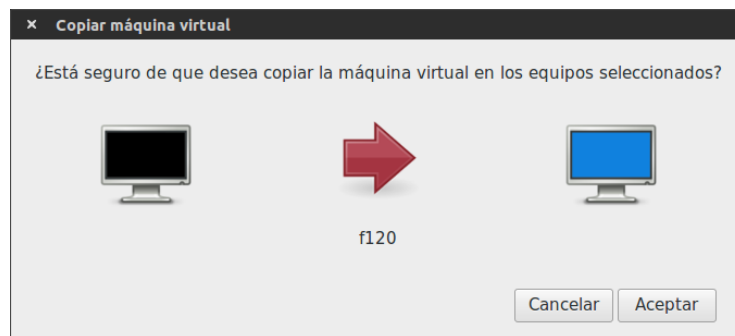 × Copiar máquina virtual
¿Está seguro de que desea copiar la máquina virtual en los equipos seleccionados?
f120
Cancelar Aceptar